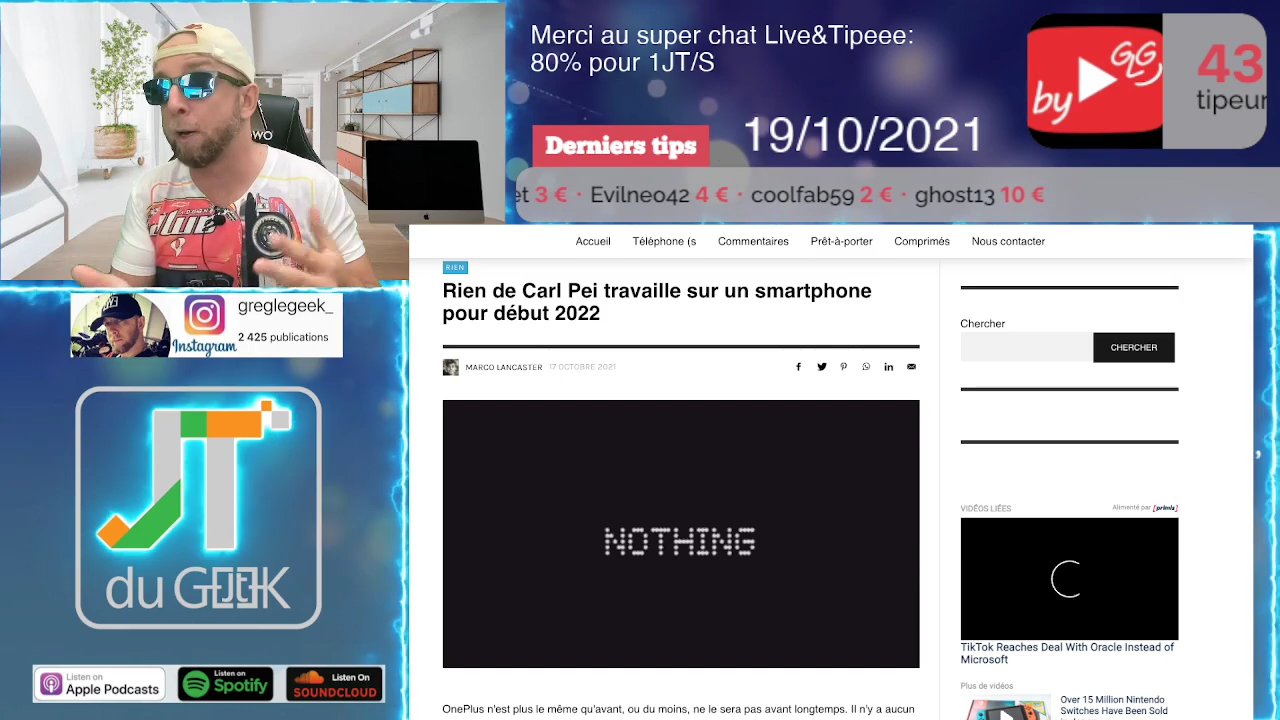 Merci au super chat Live&Tipeee:
80% pour 1JT/S
Derniers tips
19/10/2021
by
GLG
43
tipeur
et 3 € · Evilneo42 4 € · coolfab59 2 € · ghost13 10 €
Accueil Téléphone (s Commentaires Prêt-à-porter Comprimés Nous contacter
RIEN
Rien de Carl Pei travaille sur un smartphone
pour début 2022
MARCO LANCASTER 17 OCTOBRE 2021
NOTHING
OnePlus n'est plus le même qu'avant, ou du moins, ne le sera pas avant longtemps. Il n'y a aucun
Chercher
CHERCHER
VIDÉOS LIÉES Alimenté par [primis]
TikTok Reaches Deal With Oracle Instead of
Microsoft
Plus de vidéos
Over 15 Million Nintendo
Switches Have Been Sold
greglegeek_
2 425 publications
Instagram
JT
du GEEK
Listen on
Apple Podcasts
Listen on
Spotify
Listen On
SOUNDCLOUD